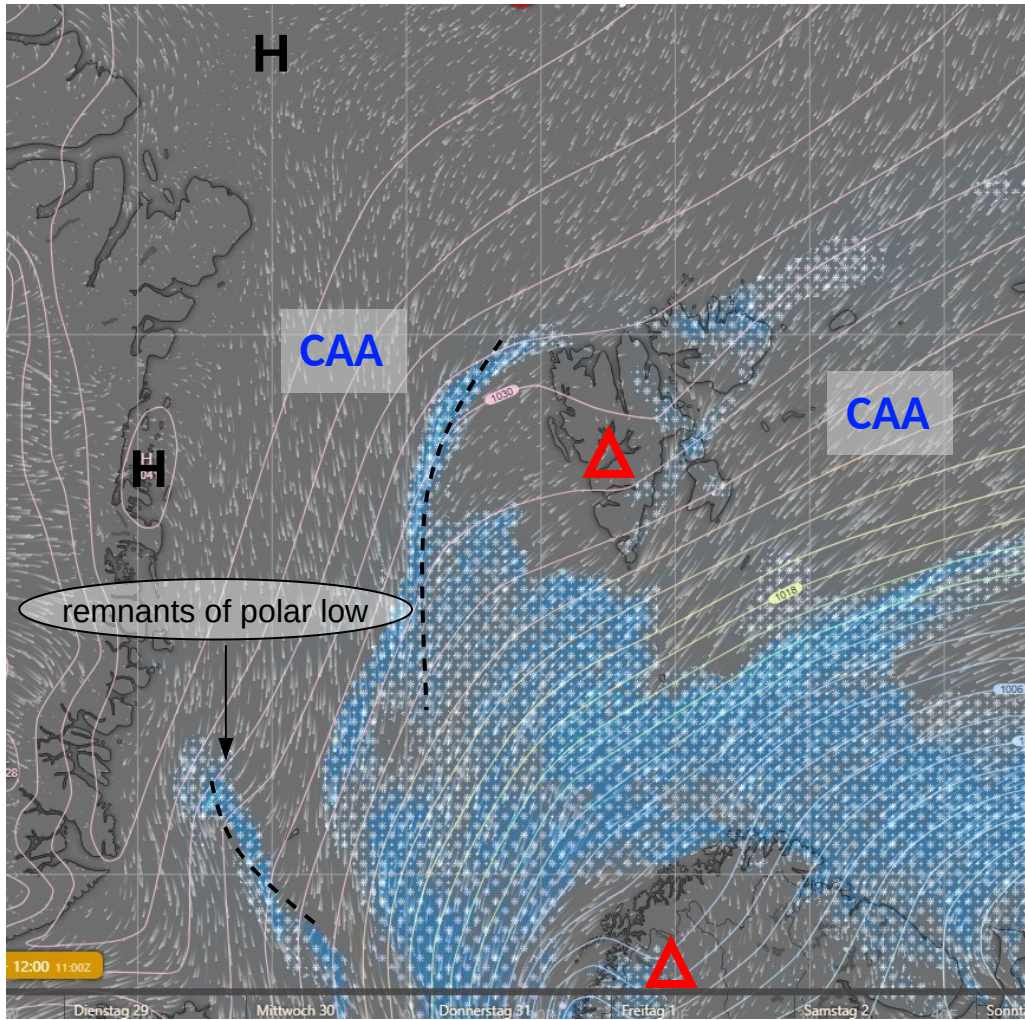 H
CAA
1030
CAA
H
H
remnants of polar low
1018
1006
28
12:00 11:00Z
Dienstag 29
Mittwoch 30
Donnerstag 31
Freitag 1
Samstag 2